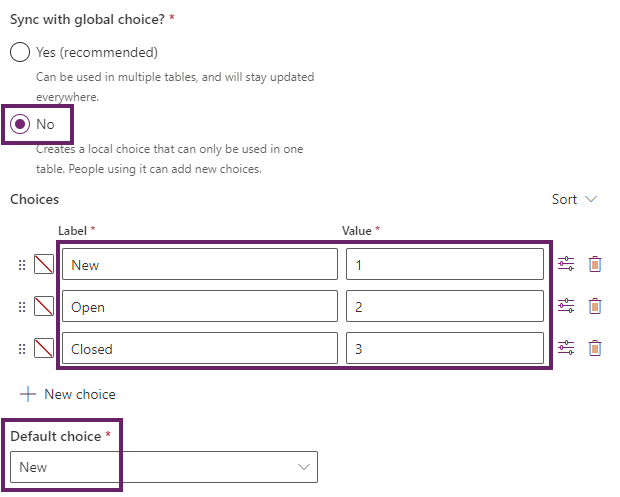 Sync with global choice? *
Yes (recommended)
Can be used in multiple tables, and will stay updated
everywhere.
No
Creates a local choice that can only be used in one
table. People using it can add new choices.
Choices
Sort
Label * Value *
New 1
Open 2
Closed 3
New choice
Default choice *
New